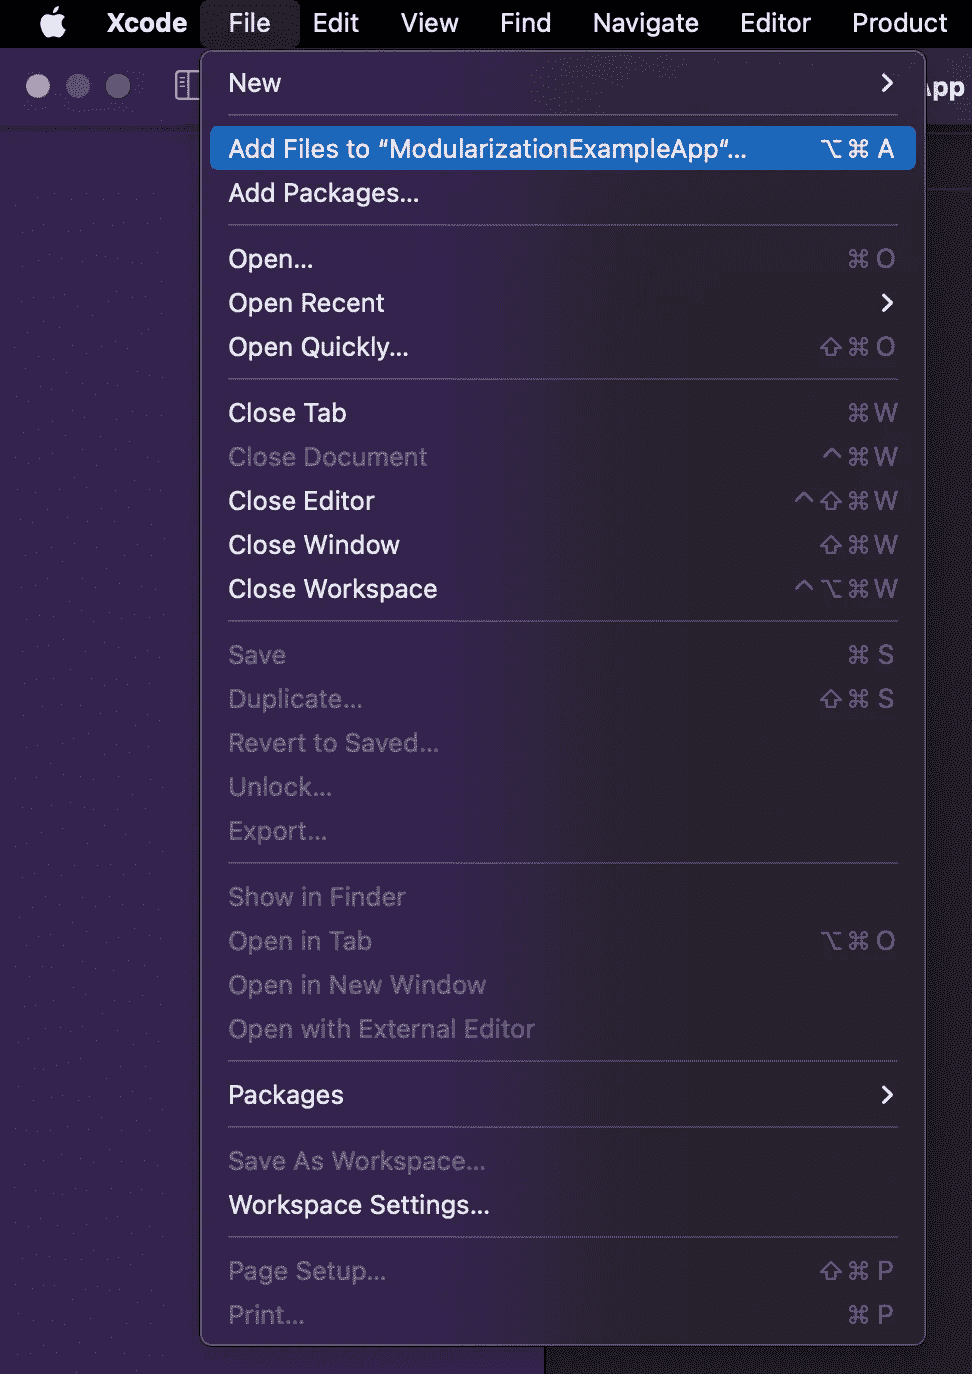 Xcode File Edit View Find Navigate Editor Product
App
New
Add Files to “ModularizationExampleApp“... ⌥⌘ A
Add Packages...
Open... ⌘ O
Open Recent
Open Quickly... ⇧⌘ O
Close Tab ⌘ W
Close Document ^⌘ W
Close Editor ^⇧⌘ W
Close Window ⇧⌘ W
Close Workspace ^⌥⌘ W
Save ⌘ S
Duplicate... ⇧⌘ S
Revert to Saved...
Unlock...
Export...
Show in Finder
Open in Tab ⌥⌘ O
Open in New Window
Open with External Editor
Packages
Save As Workspace...
Workspace Settings...
Page Setup... ⇧⌘ P
Print... ⌘ P